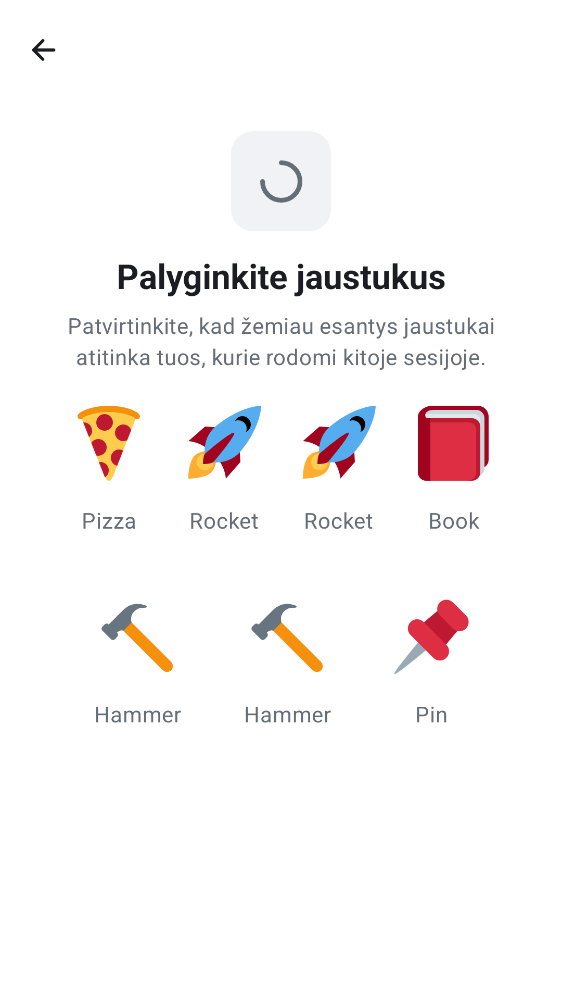 Palyginkite jaustukus
Patvirtinkite, kad žemiau esantys jaustukai
atitinka tuos, kurie rodomi kitoje sesijoje.
Pizza Rocket Rocket Book
Hammer Hammer Pin